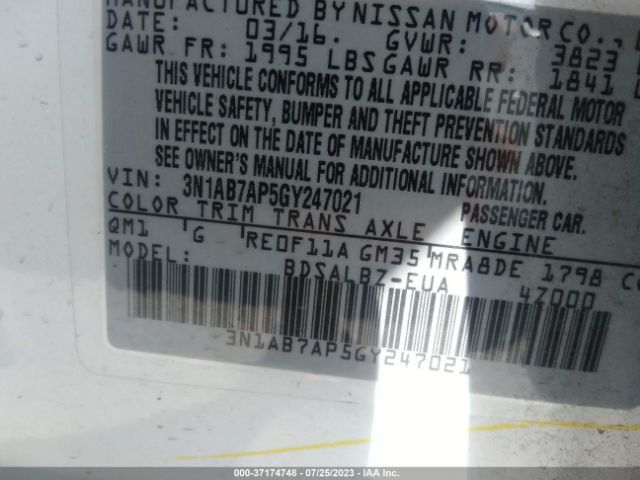 MANUFACTURED BY NISSAN MOTOR CO.,
DATE: 03/16. GVWR: 3823
GAWR FR: 1995 LBS GAWR RR: 1841
THIS VEHICLE CONFORMS TO ALL APPLICABLE FEDERAL MOTOR
VEHICLE SAFETY, BUMPER AND THEFT PREVENTION STANDARDS
IN EFFECT ON THE DATE OF MANUFACTURE SHOWN ABOVE.
SEE OWNER'S MANUAL FOR ADDITIONAL INFORMATION.
VIN: 3N1AB7AP5GY247021 PASSENGER CAR.
COLOR TRIM TRANS AXLE ENGINE
QM1 G RE0F11A GM35 MRA8DE 1798 CC
MODEL: BDSALBZ-EUA 4Z000
3N1AB7AP5GY247021
000-37174748 - 07/25/2023 - IAA, Inc.